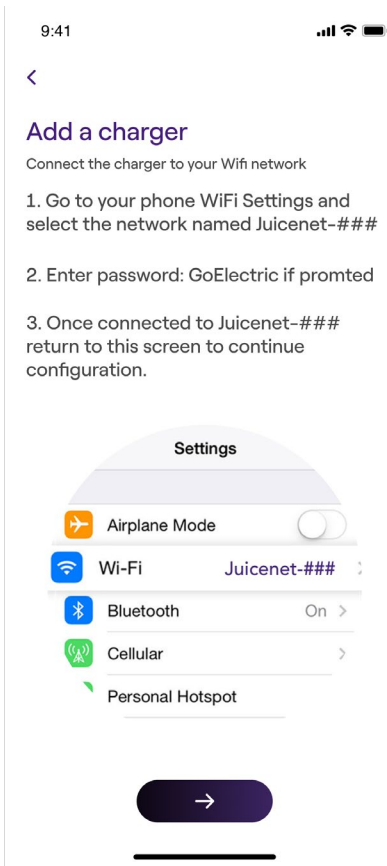 9:41
Add a charger
Connect the charger to your Wifi network
1. Go to your phone WiFi Settings and
select the network named Juicenet-###
2. Enter password: GoElectric if promted
3. Once connected to Juicenet-###
return to this screen to continue
configuration.
Settings
Airplane Mode
Wi-Fi Juicenet-###
Bluetooth On
Cellular
Personal Hotspot